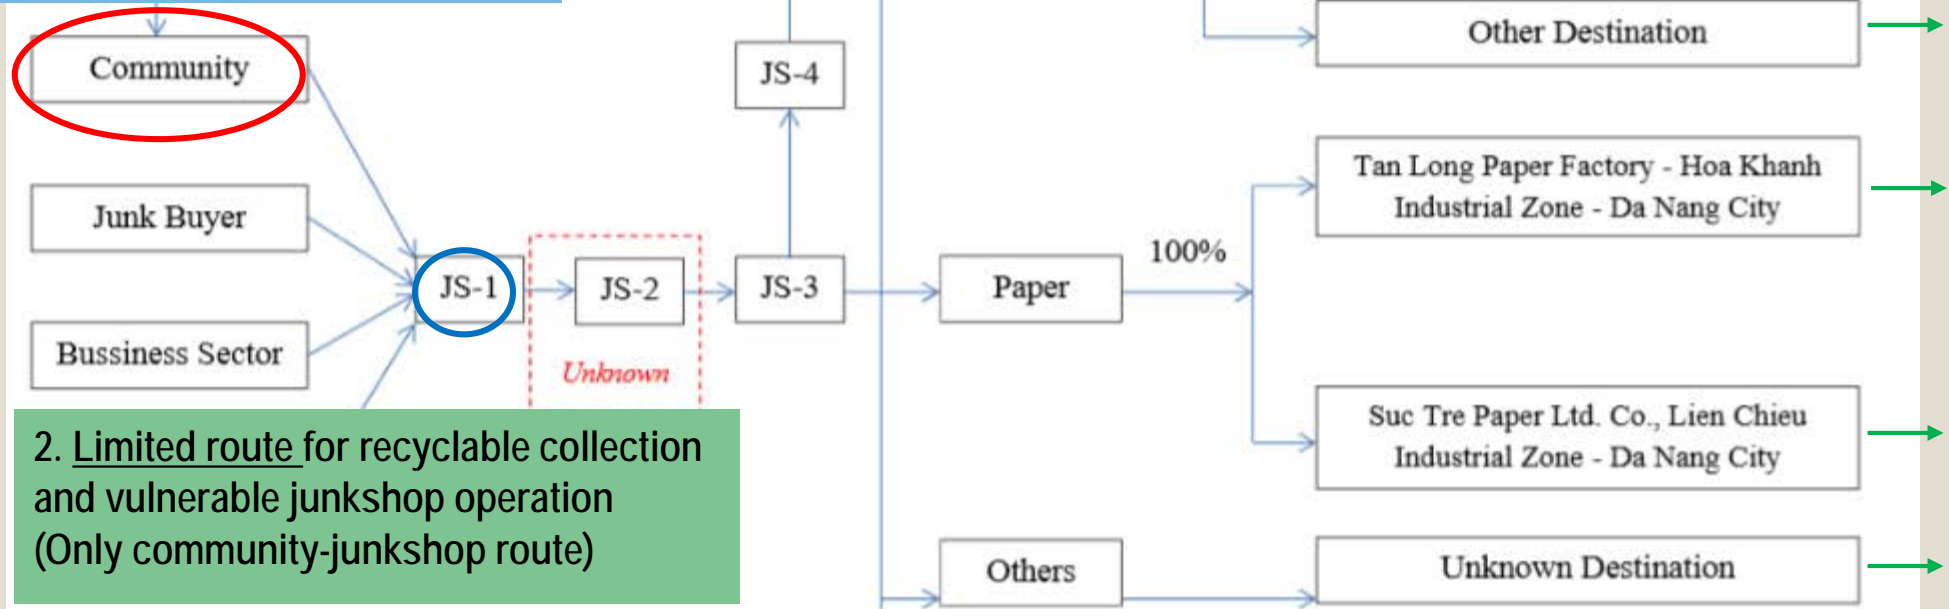 Community
JS-4
Other Destination
Tan Long Paper Factory - Hoa Khanh
Industrial Zone - Da Nang City
Junk Buyer
100%
JS-1
JS-2
JS-3
Paper
Unknown
Bussiness Sector
Suc Tre Paper Ltd. Co., Lien Chieu
Industrial Zone - Da Nang City
2. Limited route for recyclable collection
and vulnerable junkshop operation
(Only community-junkshop route)
Others
Unknown Destination